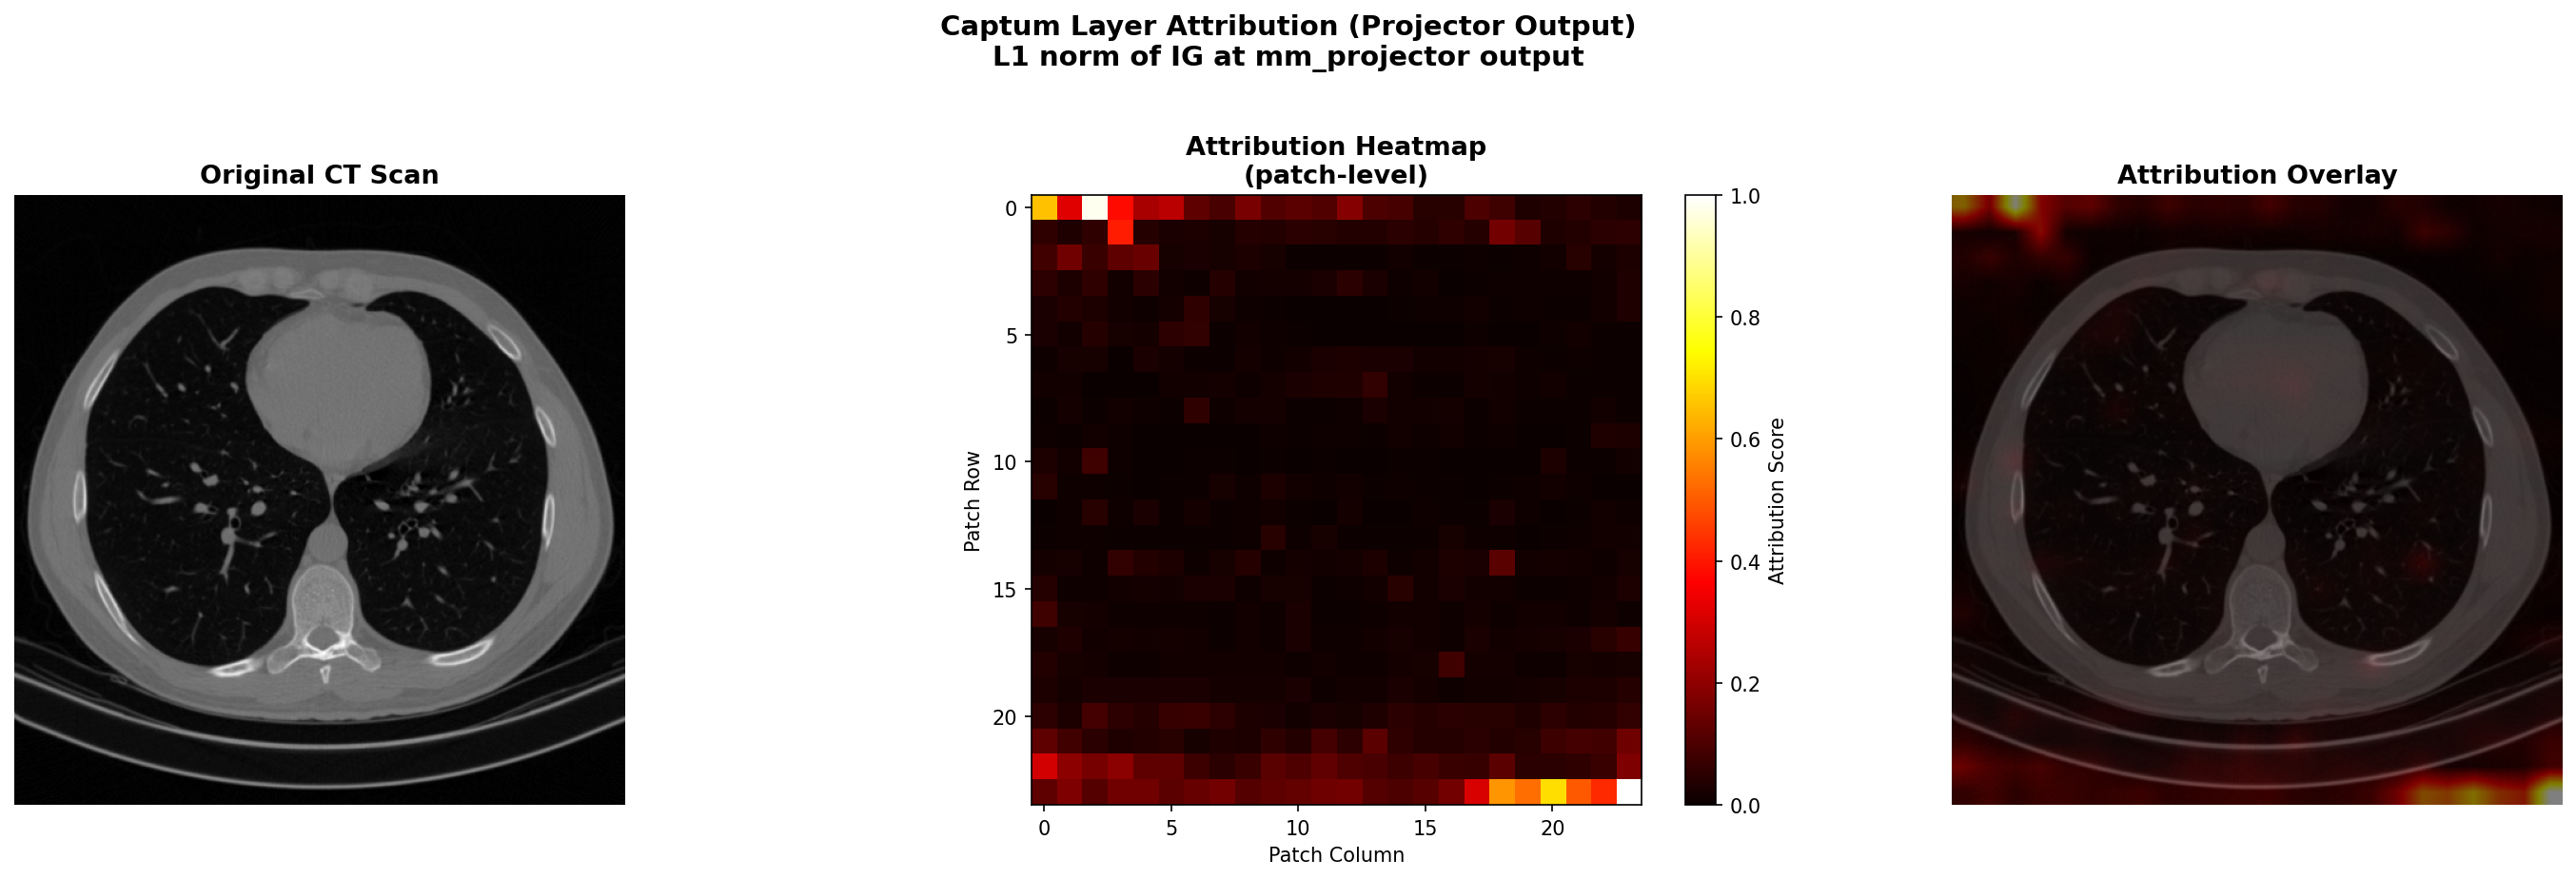 Captum Layer Attribution (Projector Output)
L1 norm of IG at mm_projector output
Original CT Scan
Attribution Heatmap
(patch-level)
Attribution Overlay
0
5
10
15
20
Patch Row
0
5
10
15
20
Patch Column
1.0
0.8
0.6
0.4
0.2
0.0
Attribution Score